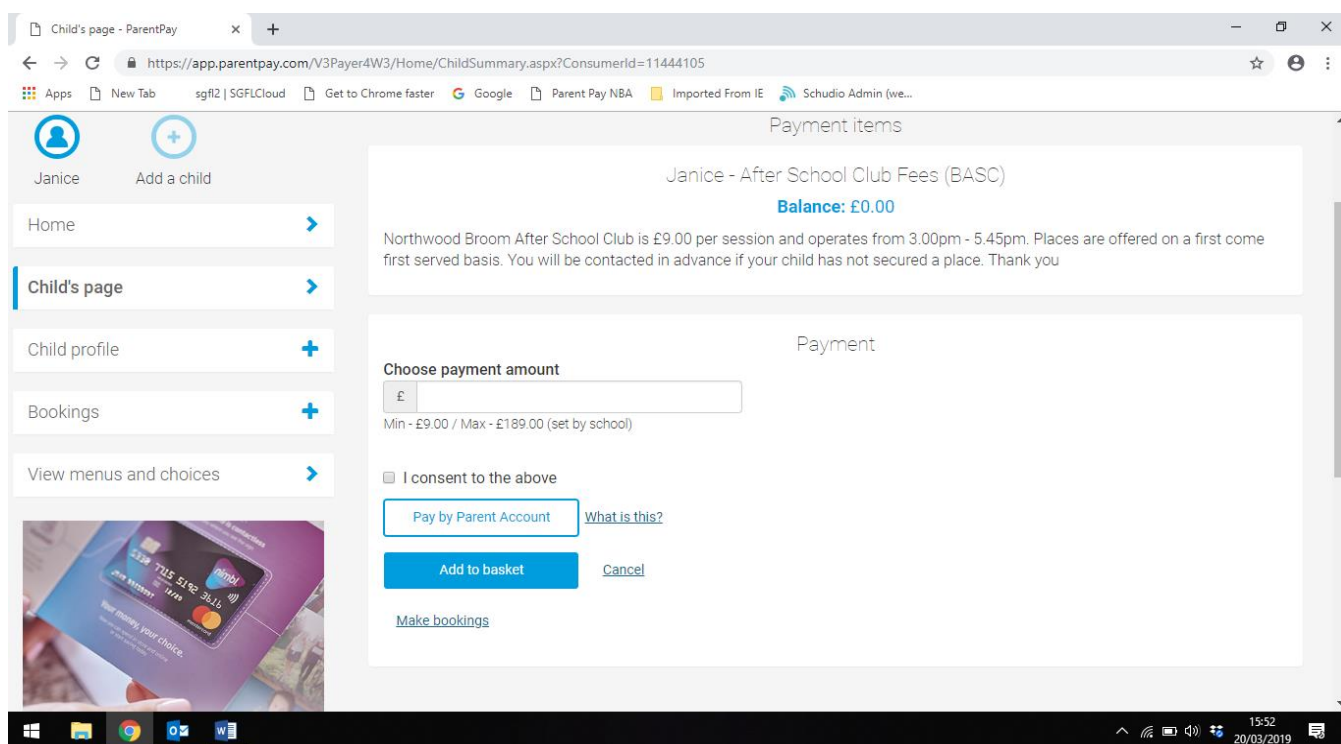 Child's page - ParentPay
https://app.parentpay.com/V3Payer4W3/Home/ChildSummary.aspx?ConsumerId=11444105
Apps New Tab sgfl2 | SGFLCloud Get to Chrome faster Google Parent Pay NBA Imported From IE Schudio Admin (we...
Janice Add a child
Home
Child's page
Child profile
Bookings
View menus and choices
nimbl
5238 7715 5192 3616
Your money, your choice.
Payment items
Janice - After School Club Fees (BASC)
Balance: £0.00
Northwood Broom After School Club is £9.00 per session and operates from 3.00pm - 5.45pm. Places are offered on a first come
first served basis. You will be contacted in advance if your child has not secured a place. Thank you
Payment
Choose payment amount
£
Min - £9.00 / Max - £189.00 (set by school)
I consent to the above
Pay by Parent Account What is this?
Add to basket Cancel
Make bookings
15:52
20/03/2019